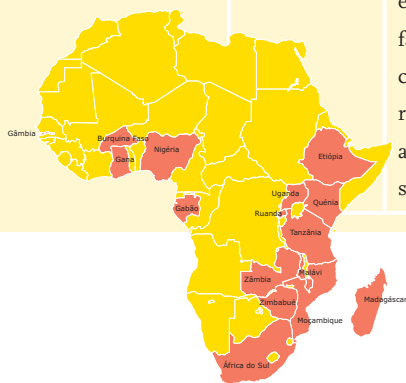 e
f
c
r
a
s
Gâmbia
Burquina Faso
Gana
Nigéria
Etiópia
Gabão
Uganda
Quénia
Ruanda
Tanzânia
Zâmbia
Malávi
Zimbabué
Madagáscar
Moçambique
África do Sul